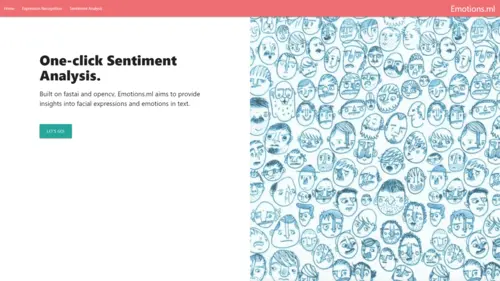 Home Expression Recognition Sentiment Analysis Emotions.ml
One-click Sentiment
Analysis.
Built on fastai and opencv, Emotions.ml aims to provide
insights into facial expressions and emotions in text.
LET'S GO!